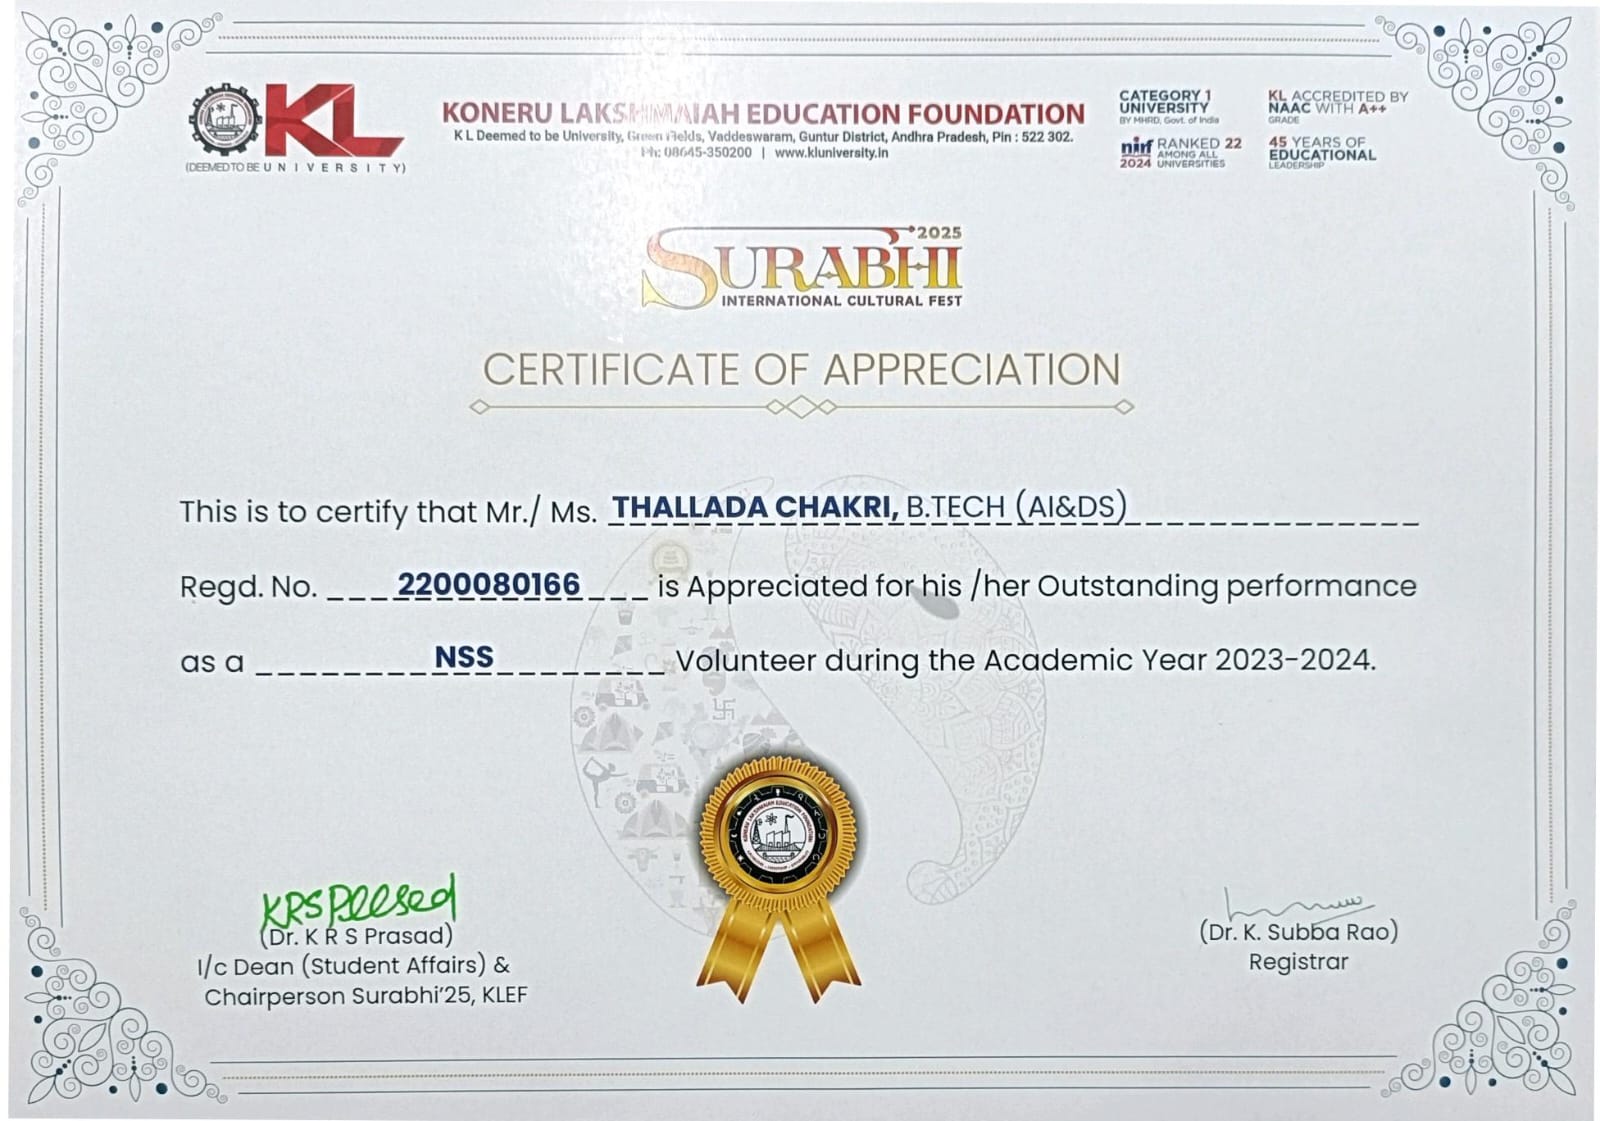 KL
(DEEMED TO BE UNIVERSITY)
KONERU LAKSHMAIAH EDUCATION FOUNDATION
K L Deemed to be University, Green Fields, Vaddeswaram, Guntur District, Andhra Pradesh, Pin : 522 302.
Ph: 08645-350200 | www.kluniversity.in
CATEGORY 1
UNIVERSITY
BY MHRD, Govt. of India
KL ACCREDITED BY
NAAC WITH A++
GRADE
nirf RANKED 22
2024 AMONG ALL
UNIVERSITIES
45 YEARS OF
EDUCATIONAL
LEADERSHIP
2025
SURABHI
INTERNATIONAL CULTURAL FEST
CERTIFICATE OF APPRECIATION
This is to certify that Mr./ Ms. THALLADA CHAKRI, B.TECH (AI&DS)
Regd. No. 2200080166 is Appreciated for his /her Outstanding performance
as a NSS Volunteer during the Academic Year 2023-2024.
KONERU LAKSHMAIAH EDUCATION FOUNDATION
(Dr. K R S Prasad)
I/c Dean (Student Affairs) &
Chairperson Surabhi'25, KLEF
(Dr. K. Subba Rao)
Registrar